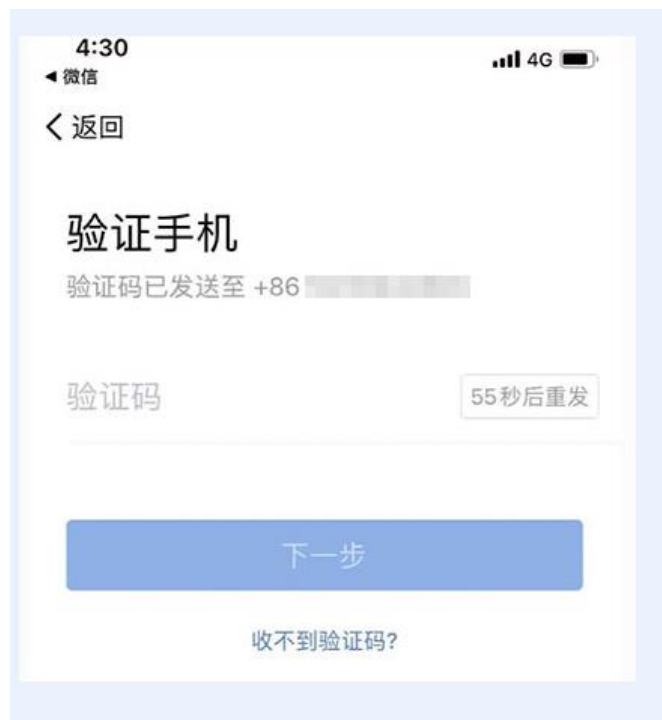 4:30
4G
◀ 微信
返回
验证手机
验证码已发送至 +86
验证码
55秒后重发
下一步
收不到验证码?